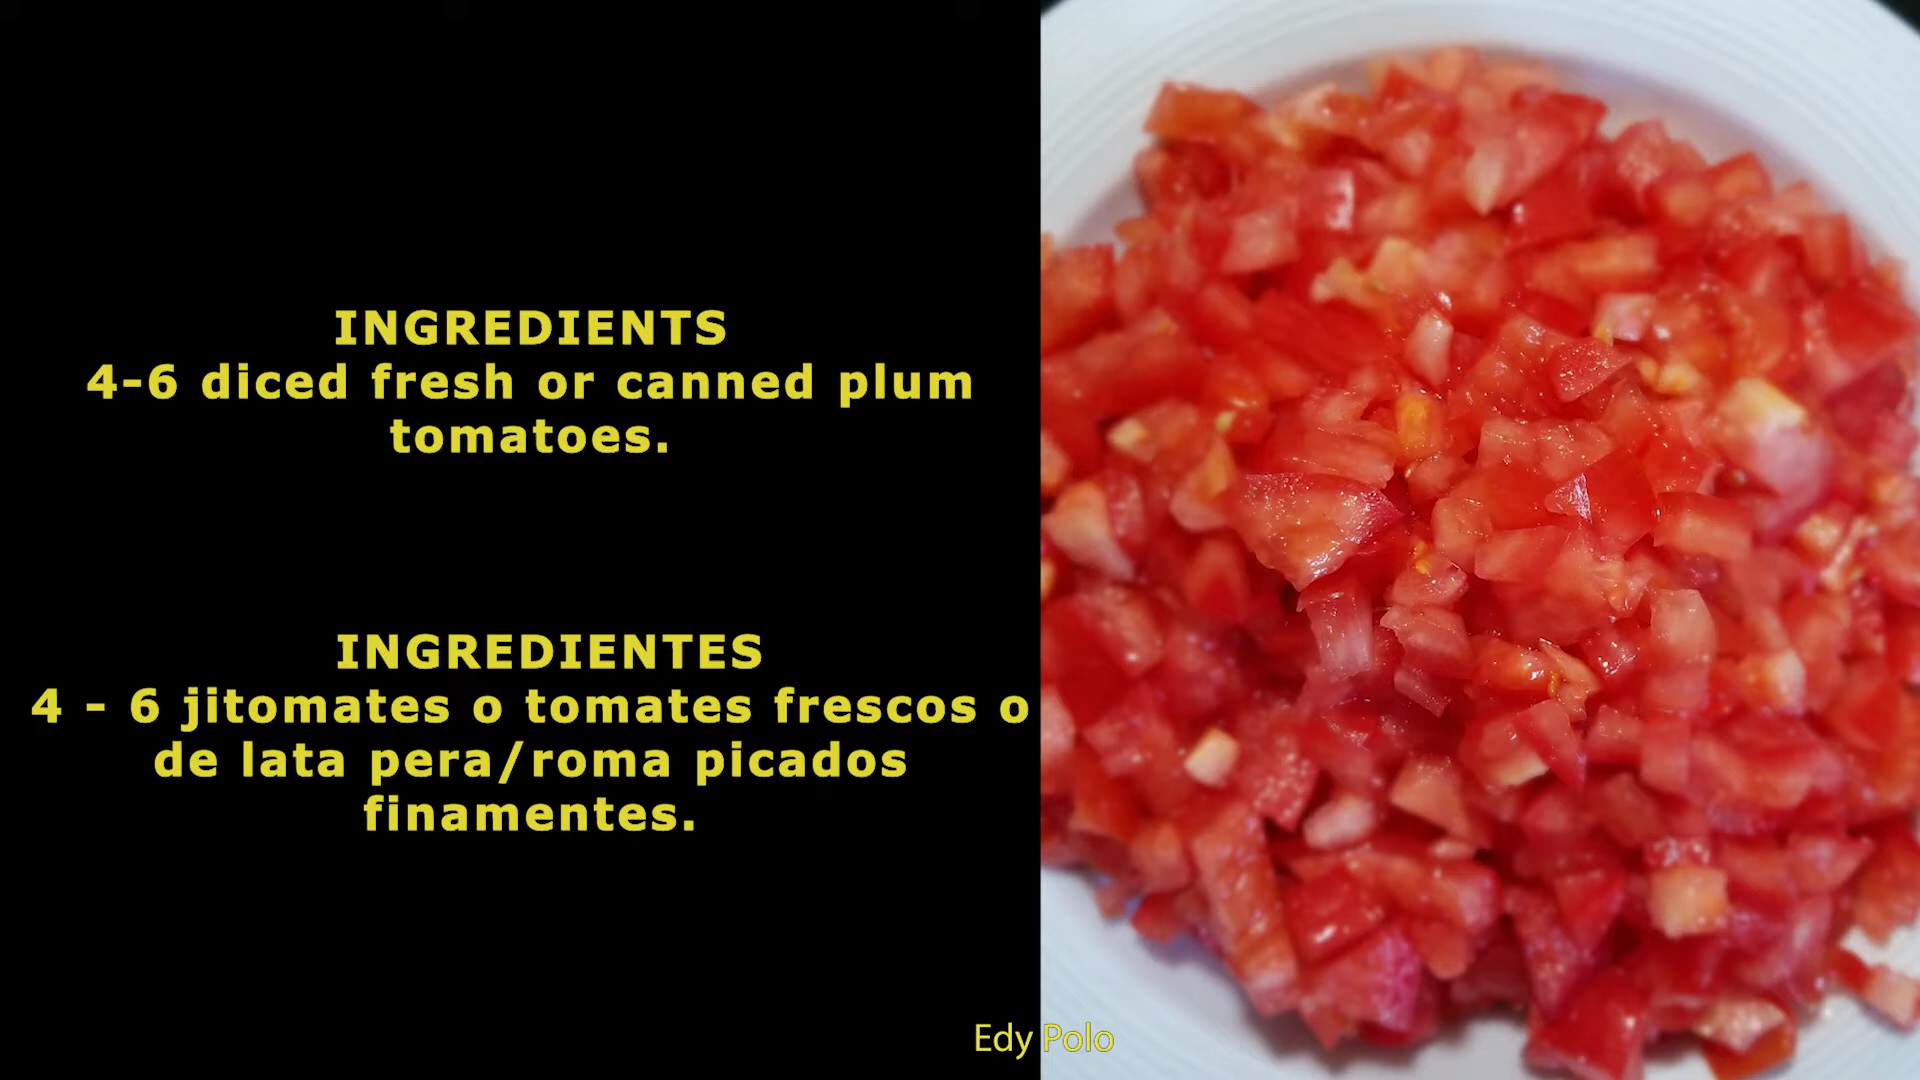 INGREDIENTS
4-6 diced fresh or canned plum
tomatoes.
INGREDIENTES
4 - 6 jitomates o tomates frescos o
de lata pera/roma picados
finamentes.
Edy Polo